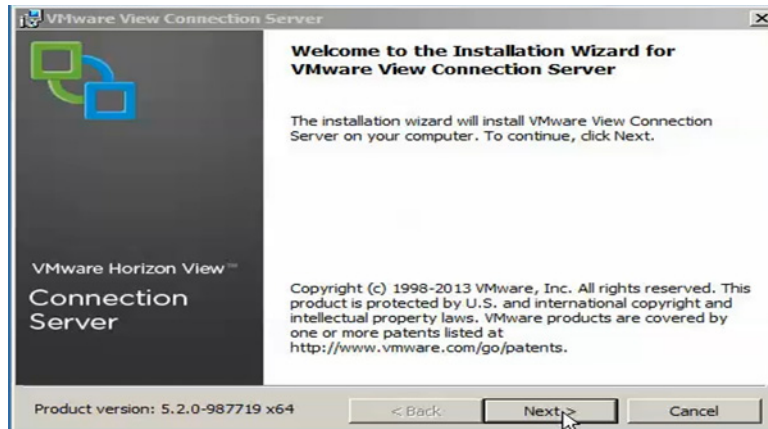 VMware View Connection Server
Welcome to the Installation Wizard for
VMware View Connection Server
The installation wizard will install VMware View Connection
Server on your computer. To continue, click Next.
VMware Horizon View™
Connection
Server
Copyright (c) 1998-2013 VMware, Inc. All rights reserved. This
product is protected by U.S. and international copyright and
intellectual property laws. VMware products are covered by
one or more patents listed at
http://www.vmware.com/go/patents.
Product version: 5.2.0-987719 x64
< Back
Next >
Cancel